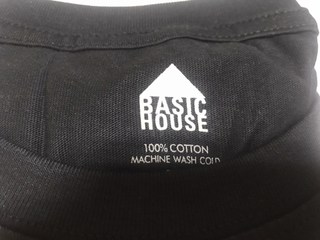 BASIC
HOUSE
100% COTTON
MACHINE WASH COLD